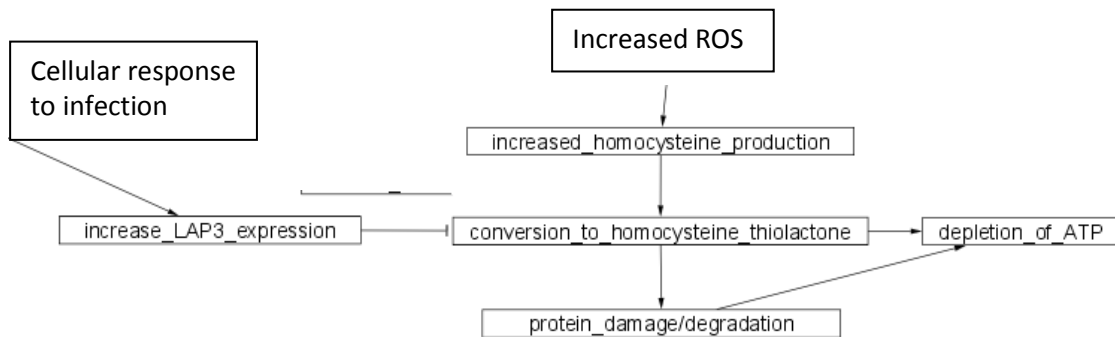 Increased ROS
Cellular response
to infection
increased_homocysteine_production
increase_LAP3_expression
conversion_to_homocysteine_thiolactone
depletion_of_ATP
protein_damage/degradation